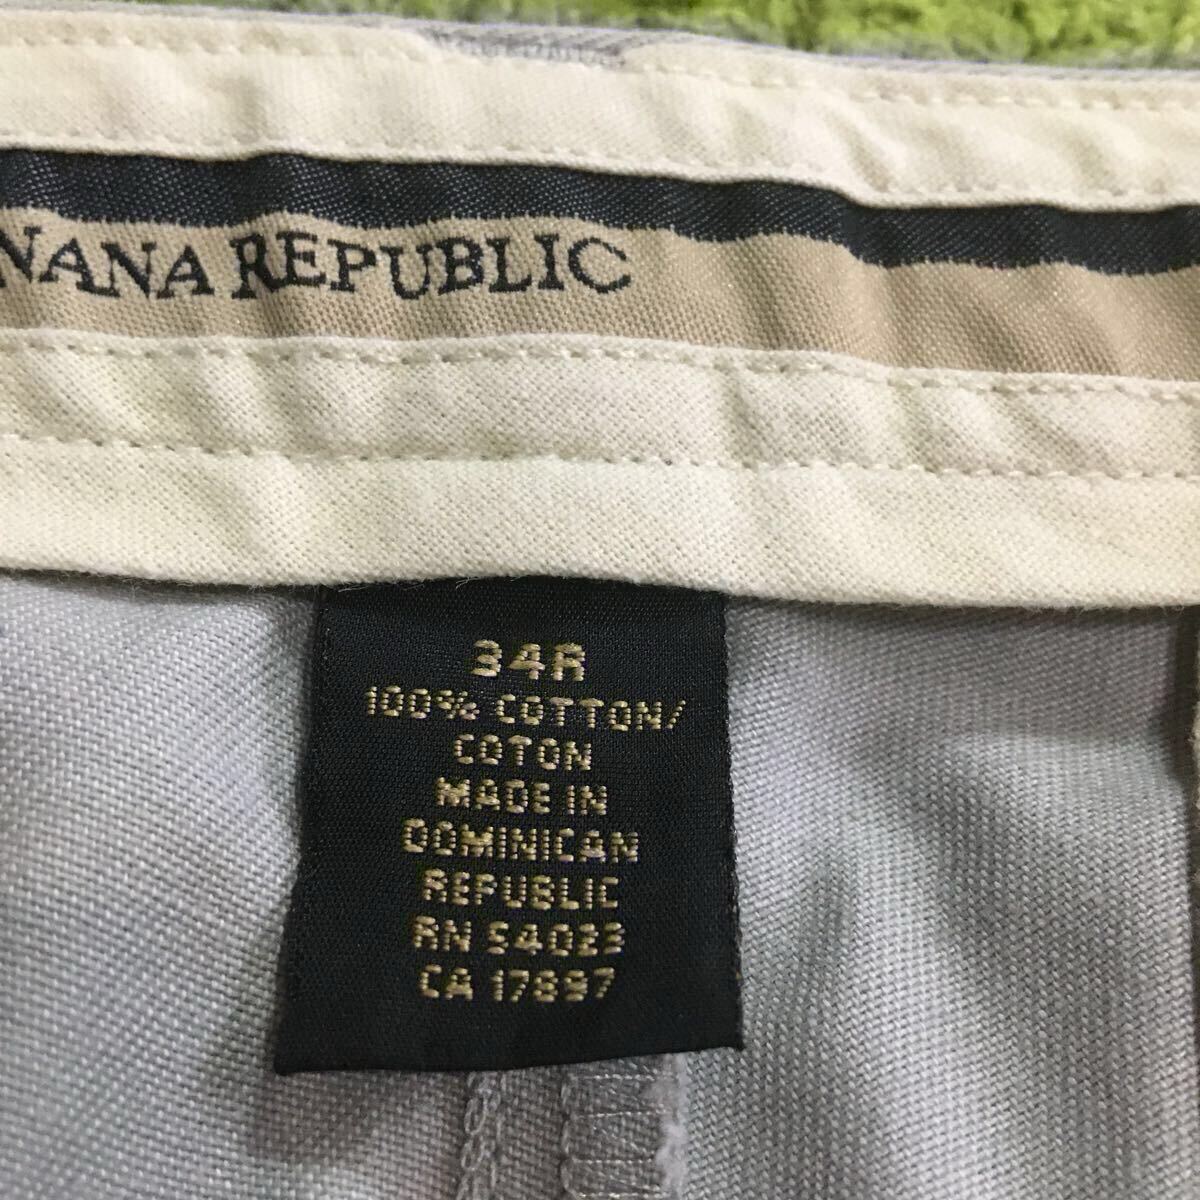 NANA REPUBLIC
34R
100% COTTON/
COTON
MADE IN
DOMINICAN
REPUBLIC
RN 54023
CA 17897